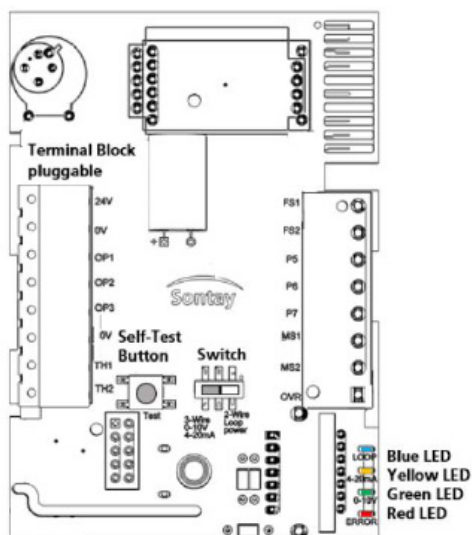 Terminal Block
pluggable
24V
0V
OP1
OP2
OP3
0V
TH1
TH2
FS1
FS2
P5
P6
P7
MS1
MS2
OVR
Sontay
Self-Test
Button
Switch
Test
3-Wire
0-10V
4-20mA
2-Wire
Loop
power
LOOP
4-20mA
0-10V
ERROR
Blue LED
Yellow LED
Green LED
Red LED